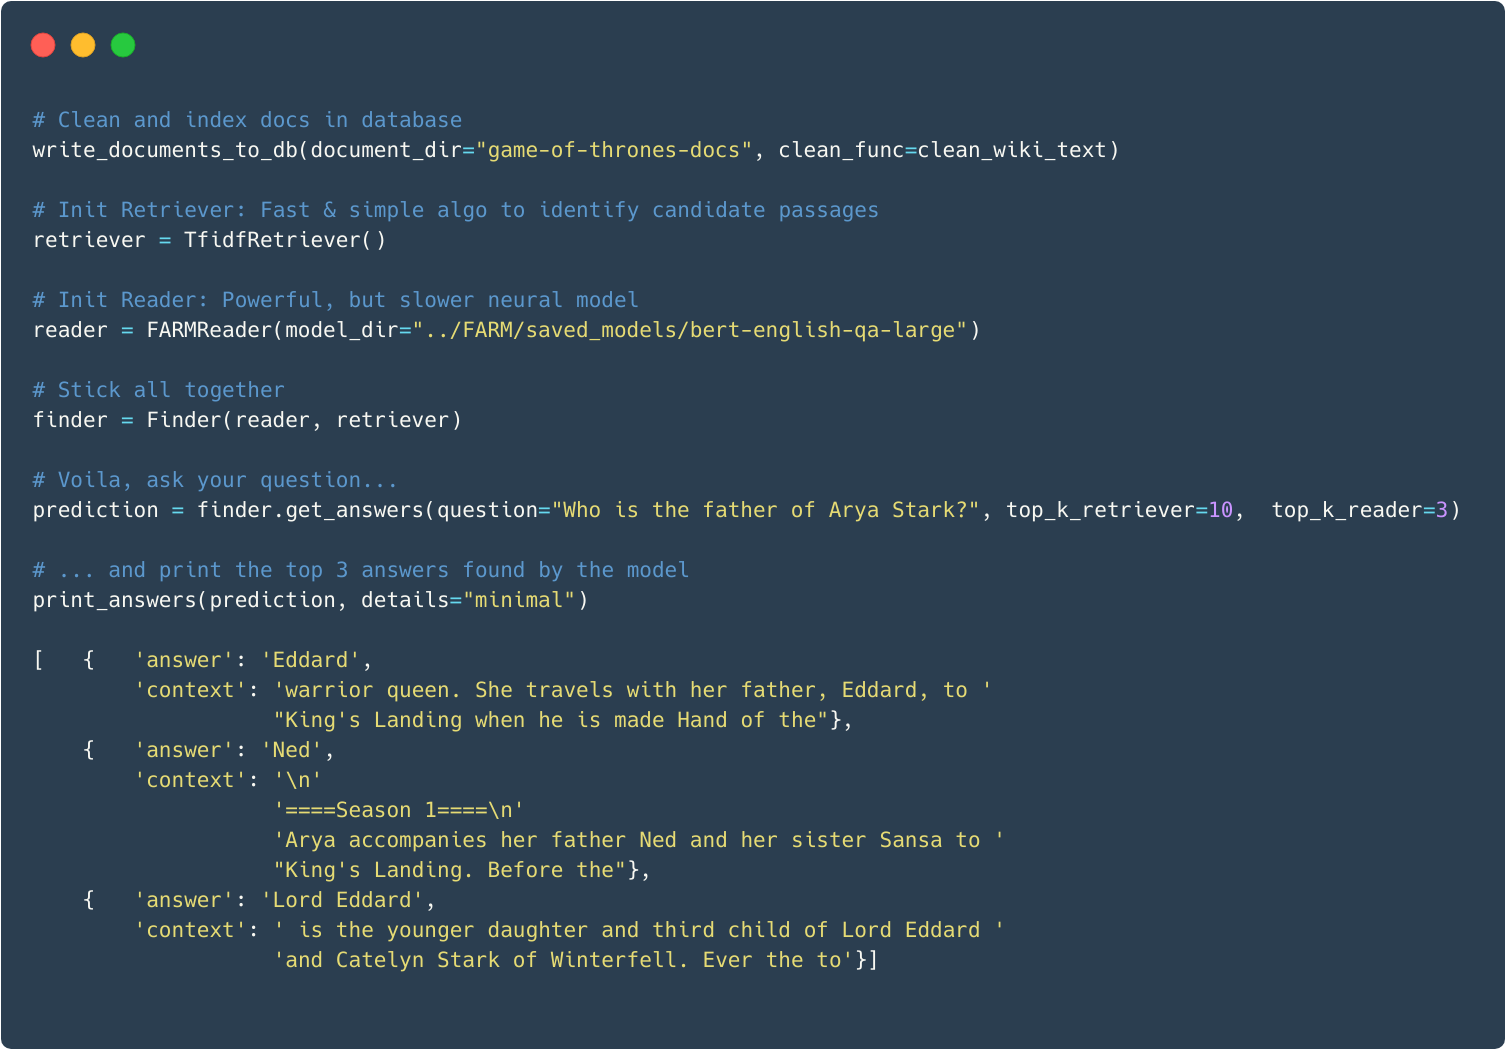 # Clean and index docs in database
write_documents_to_db(document_dir="game-of-thrones-docs", clean_func=clean_wiki_text)
# Init Retriever: Fast & simple algo to identify candidate passages
retriever = TfidfRetriever()
# Init Reader: Powerful, but slower neural model
reader = FARMReader(model_dir="../FARM/saved_models/bert-english-qa-large")
# Stick all together
finder = Finder(reader, retriever)
# Voila, ask your question...
prediction = finder.get_answers(question="Who is the father of Arya Stark?", top_k_retriever=10,  top_k_reader=3)
# ... and print the top 3 answers found by the model
print_answers(prediction, details="minimal")
[   {   'answer': 'Eddard',
        'context': 'warrior queen. She travels with her father, Eddard, to '
                   "King's Landing when he is made Hand of the"},
    {   'answer': 'Ned',
        'context': '\n'
                   '====Season 1====\n'
                   'Arya accompanies her father Ned and her sister Sansa to '
                   "King's Landing. Before the"},
    {   'answer': 'Lord Eddard',
        'context': ' is the younger daughter and third child of Lord Eddard '
                   'and Catelyn Stark of Winterfell. Ever the to'}]